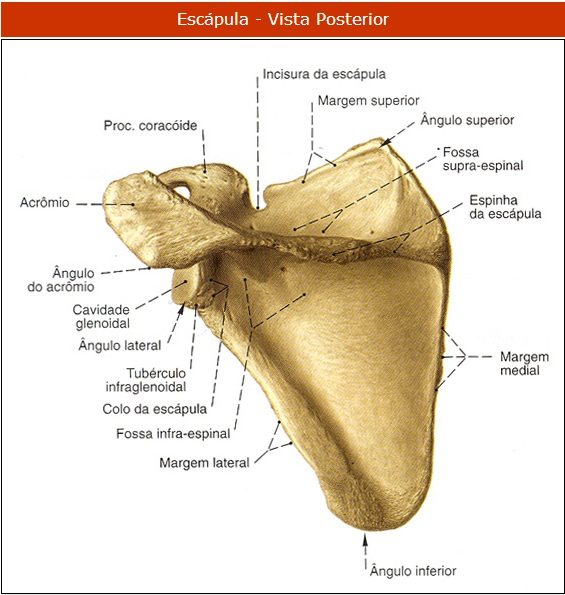 Escápula - Vista Posterior
Incisura da escápula
Margem superior
Ângulo superior
Proc. coracóide
Fossa
supra-espinal
Acrômio
Espinha
da escápula
Ângulo
do acrômio
Cavidade
glenoidal
Ângulo lateral
Margem
medial
Tubérculo
infraglenoidal
Colo da escápula
Fossa infra-espinal
Margem lateral
Ângulo inferior